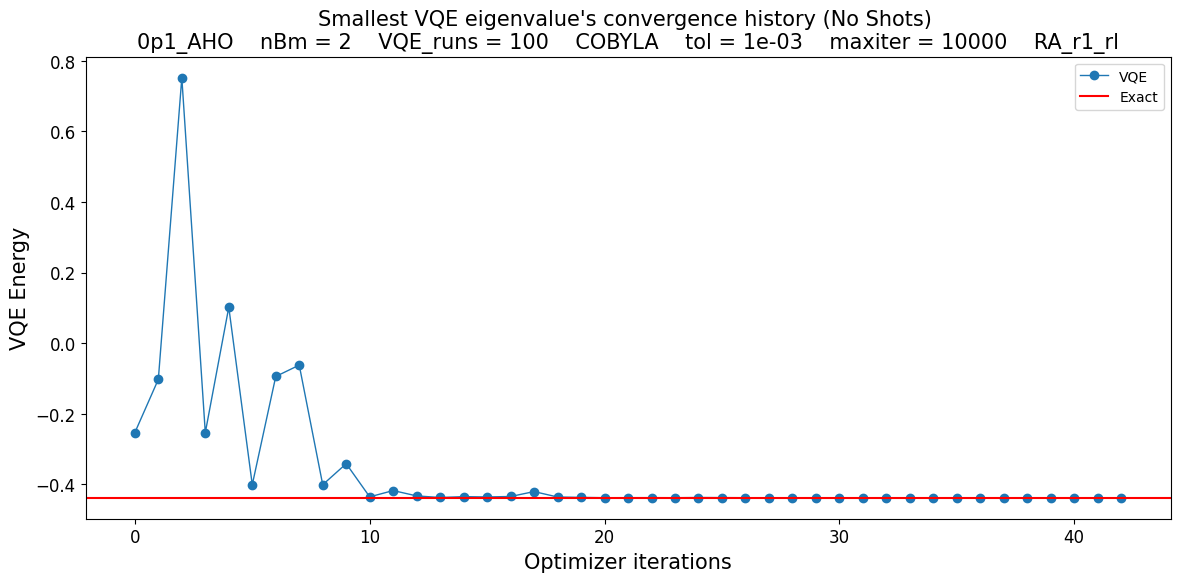 Smallest VQE eigenvalue's convergence history (No Shots)
0p1_AHO    nBm = 2    VQE_runs = 100    COBYLA    tol = 1e-03    maxiter = 10000    RA_r1_rl
VQE
Exact
VQE Energy
0.8
0.6
0.4
0.2
0.0
−0.2
−0.4
0 10 20 30 40
Optimizer iterations